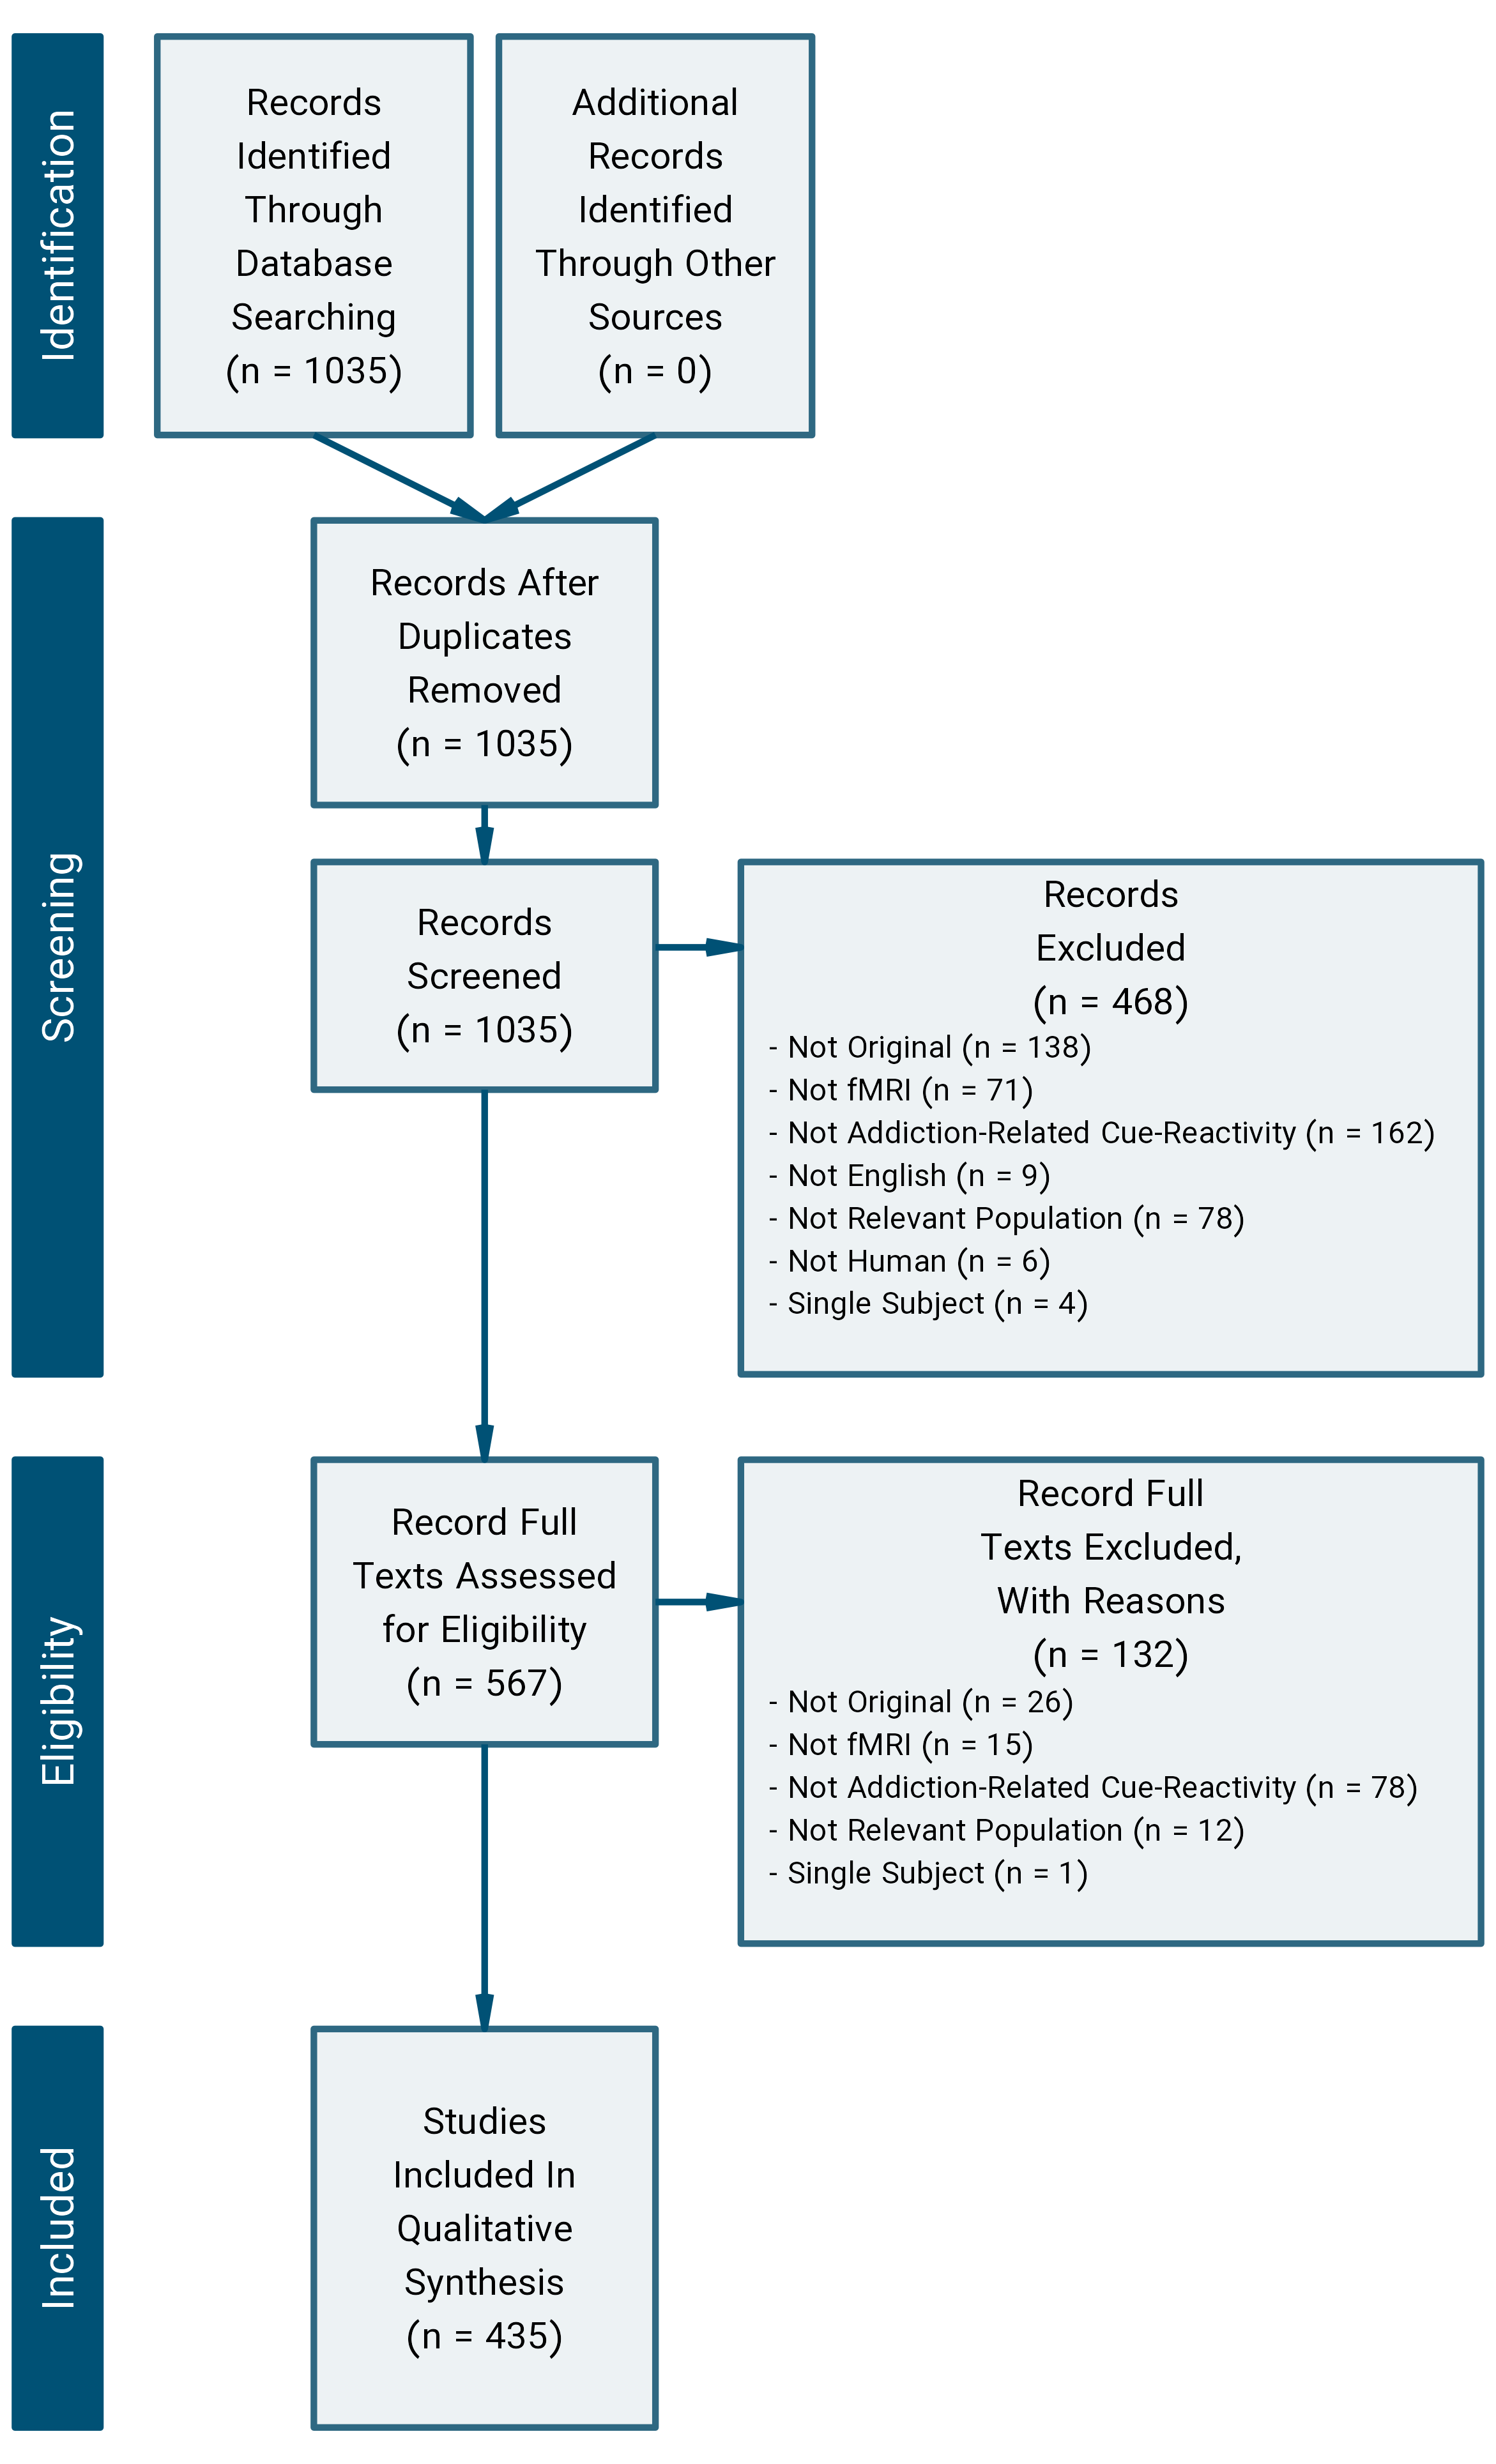 Identification
Records
Identified
Through
Database
Searching
(n = 1035)
Additional
Records
Identified
Through Other
Sources
(n = 0)
Screening
Records After
Duplicates
Removed
(n = 1035)
Records
Screened
(n = 1035)
Records
Excluded
(n = 468)
- Not Original (n = 138)
- Not fMRI (n = 71)
- Not Addiction-Related Cue-Reactivity (n = 162)
- Not English (n = 9)
- Not Relevant Population (n = 78)
- Not Human (n = 6)
- Single Subject (n = 4)
Eligibility
Record Full
Texts Assessed
for Eligibility
(n = 567)
Record Full
Texts Excluded,
With Reasons
(n = 132)
- Not Original (n = 26)
- Not fMRI (n = 15)
- Not Addiction-Related Cue-Reactivity (n = 78)
- Not Relevant Population (n = 12)
- Single Subject (n = 1)
Included
Studies
Included In
Qualitative
Synthesis
(n = 435)